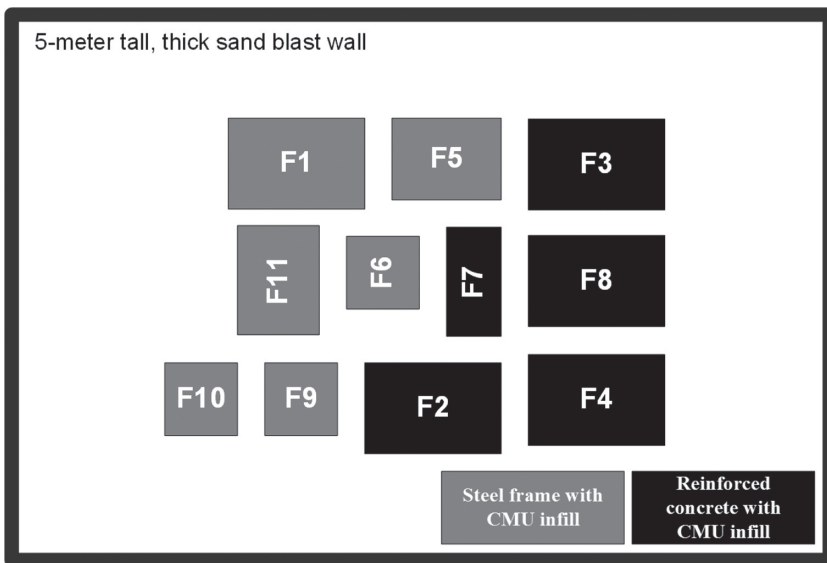 5-meter tall, thick sand blast wall
F1
F5
F3
F11
F6
F7
F8
F10
F9
F2
F4
Steel frame with
CMU infill
Reinforced
concrete with
CMU infill